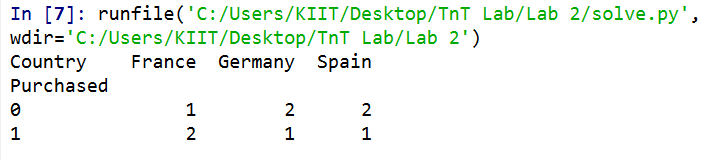 In [7]: runfile('C:/Users/KIIT/Desktop/TnT Lab/Lab 2/solve.py',
wdir='C:/Users/KIIT/Desktop/TnT Lab/Lab 2')
Country    France  Germany  Spain
Purchased
0               1        2      2
1               2        1      1